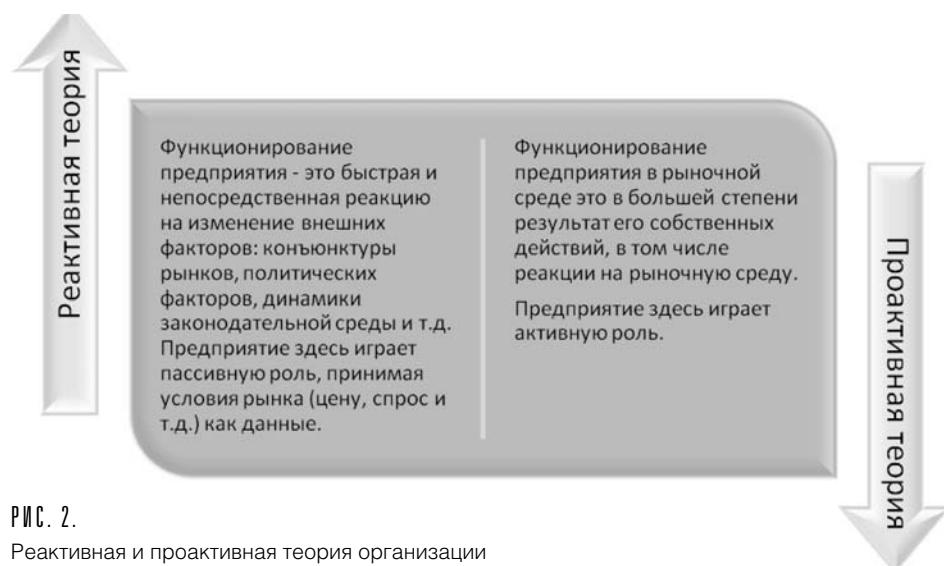 Реактивная теория
Функционирование
предприятия - это быстрая и
непосредственная реакцию
на изменение внешних
факторов: конъюнктуры
рынков, политических
факторов, динамики
законодательной среды и т.д.
Предприятие здесь играет
пассивную роль, принимая
условия рынка (цену, спрос и
т.д.) как данные.
Функционирование
предприятия в рыночной
среде это в большей степени
результат его собственных
действий, в том числе
реакции на рыночную среду.
Предприятие здесь играет
активную роль.
Проактивная теория
РИС. 2.
Реактивная и проактивная теория организации